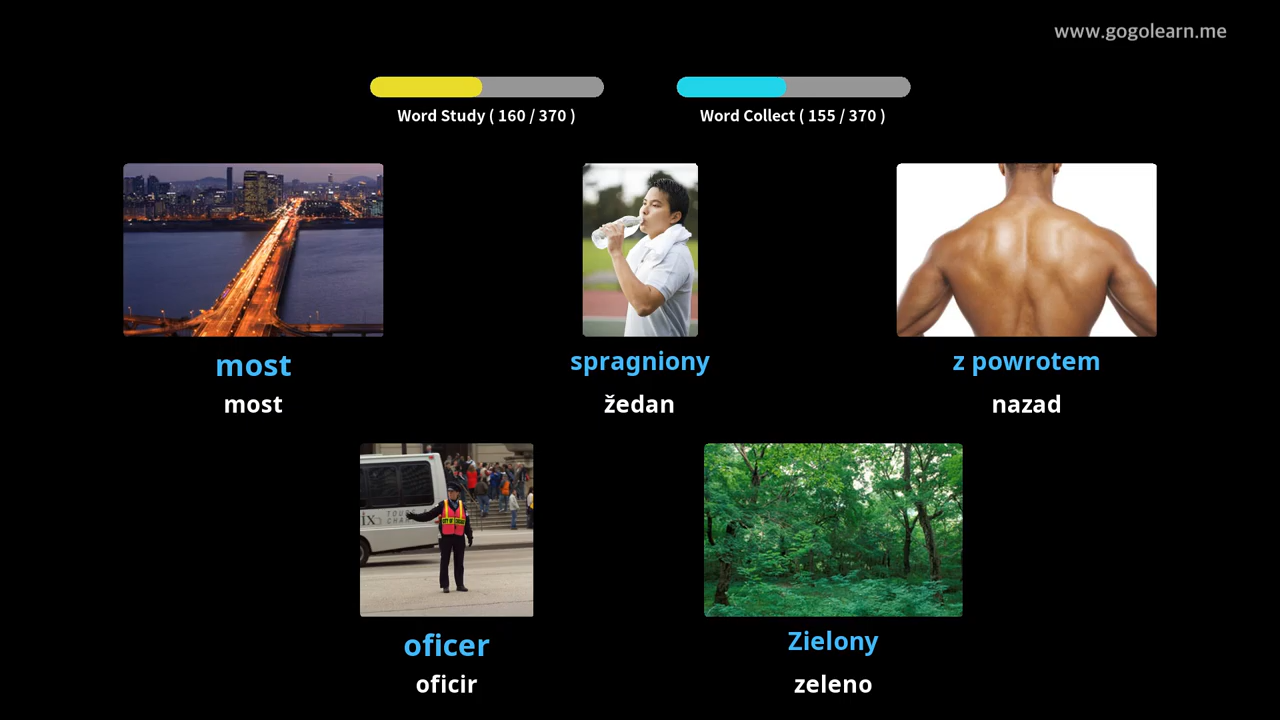 www.gogolearn.me
Word Study ( 160 / 370 )
Word Collect ( 155 / 370 )
most
most
spragniony
žedan
z powrotem
nazad
oficer
oficir
Zielony
zeleno